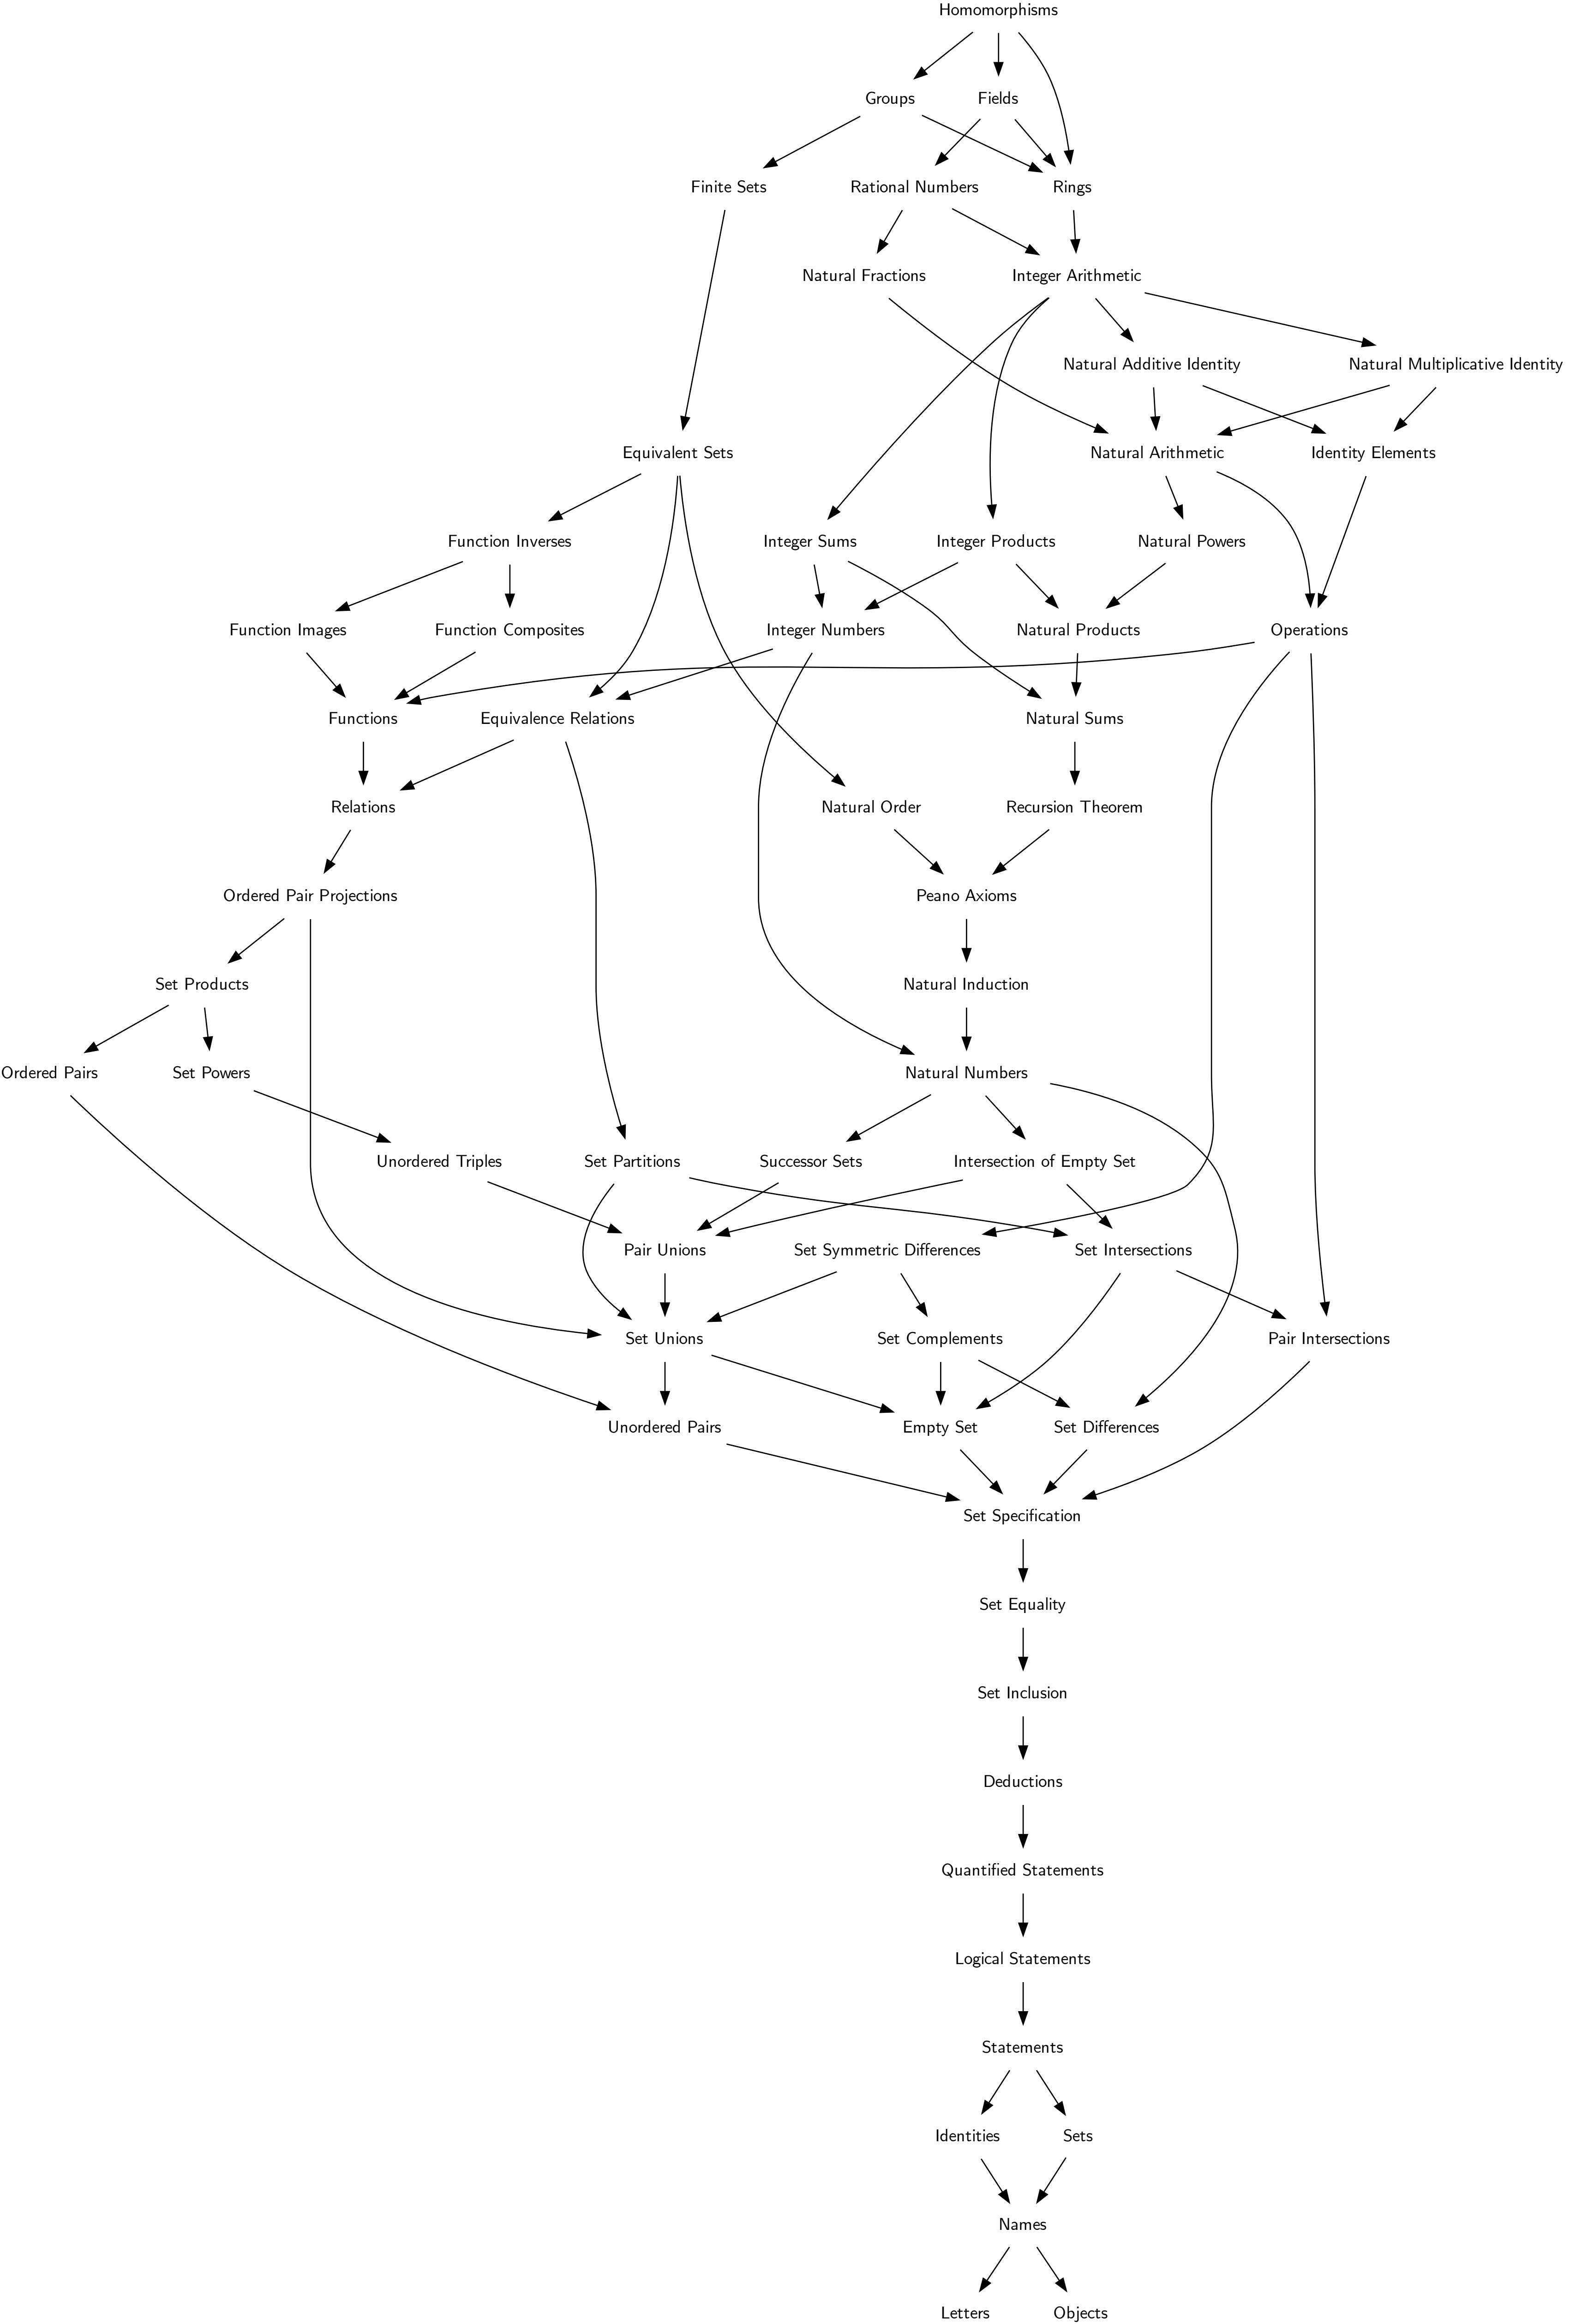 Homomorphisms
Groups
Fields
Finite Sets
Rational Numbers
Rings
Natural Fractions
Integer Arithmetic
Natural Additive Identity
Natural Multiplicative Identity
Equivalent Sets
Natural Arithmetic
Identity Elements
Function Inverses
Integer Sums
Integer Products
Natural Powers
Function Images
Function Composites
Integer Numbers
Natural Products
Operations
Functions
Equivalence Relations
Natural Sums
Relations
Natural Order
Recursion Theorem
Ordered Pair Projections
Peano Axioms
Set Products
Natural Induction
Ordered Pairs
Set Powers
Natural Numbers
Unordered Triples
Set Partitions
Successor Sets
Intersection of Empty Set
Pair Unions
Set Symmetric Differences
Set Intersections
Set Unions
Set Complements
Pair Intersections
Unordered Pairs
Empty Set
Set Differences
Set Specification
Set Equality
Set Inclusion
Deductions
Quantified Statements
Logical Statements
Statements
Identities
Sets
Names
Letters
Objects